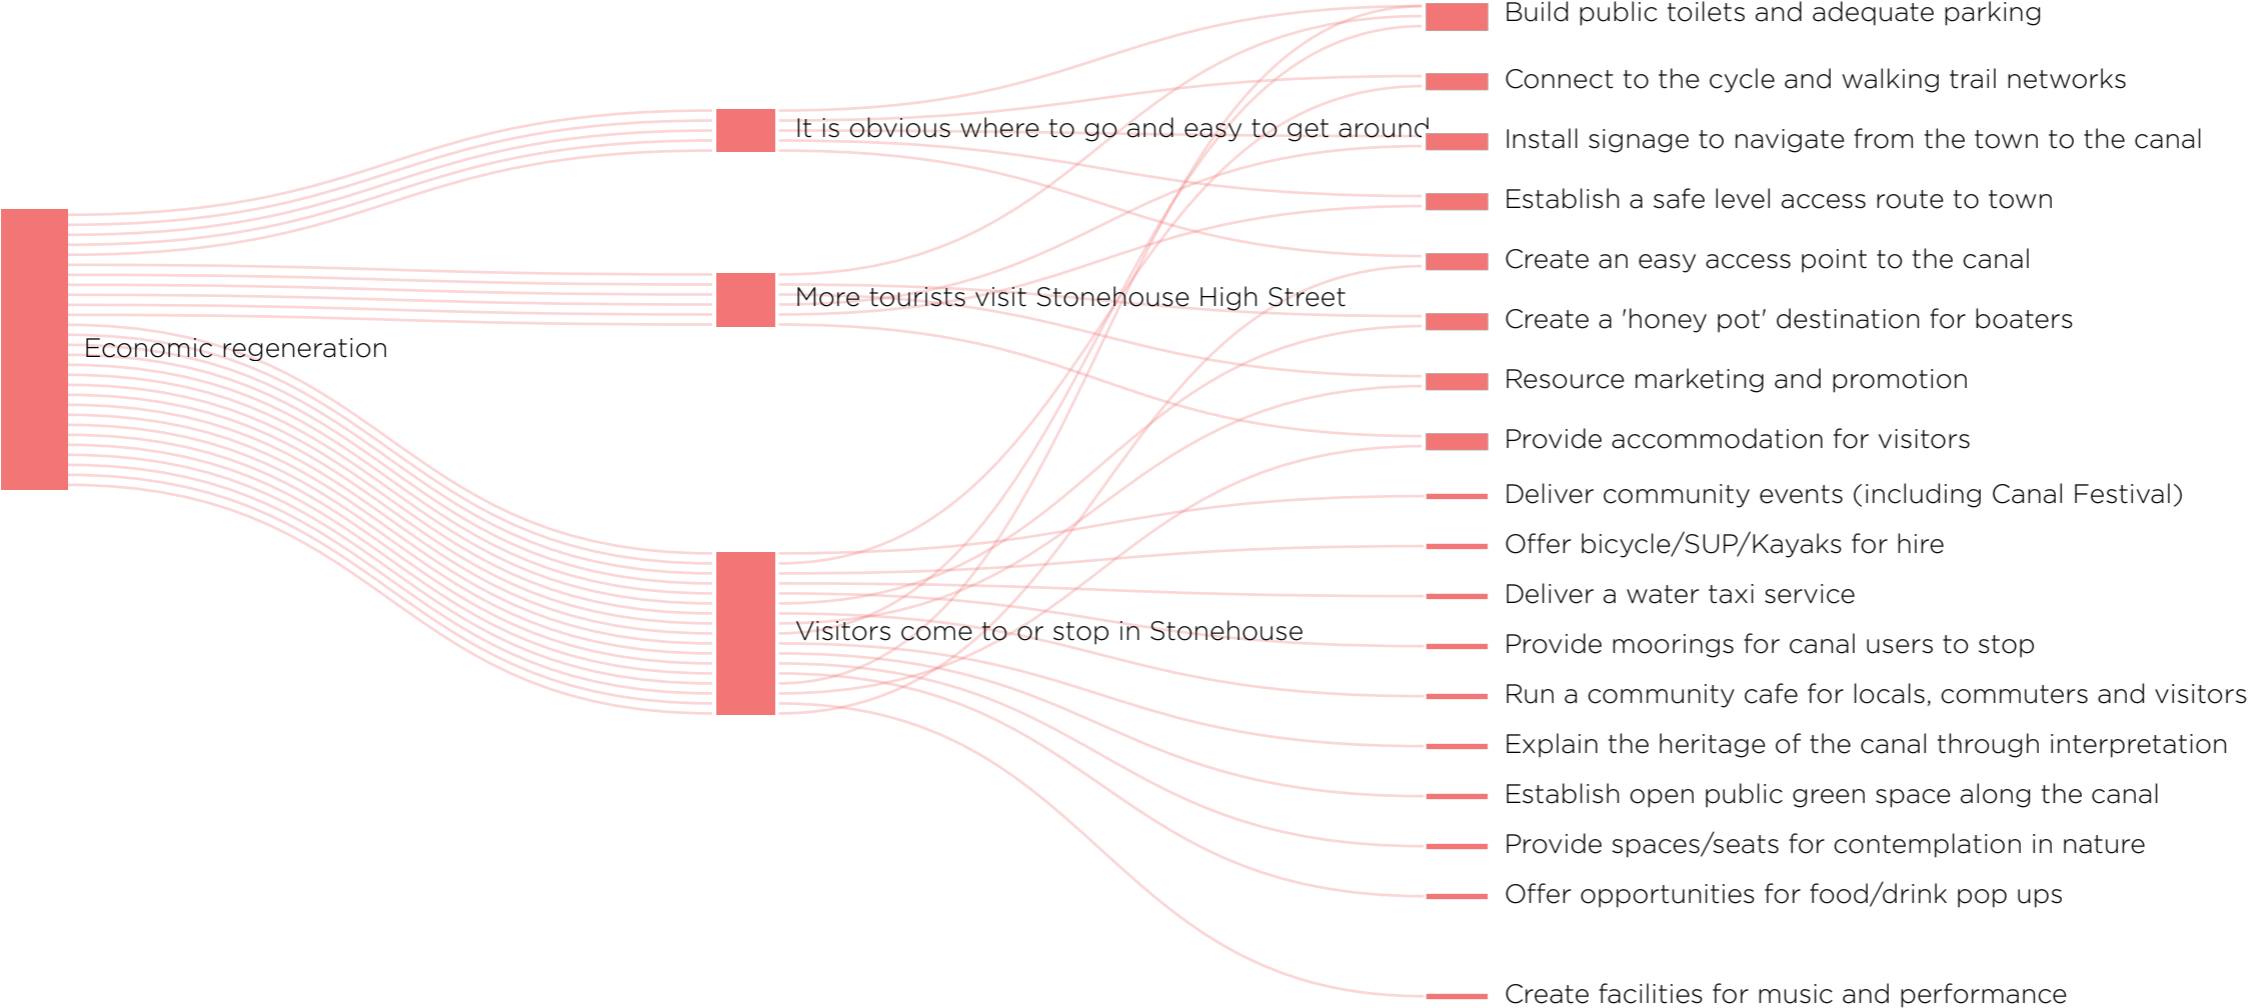 Economic regeneration
It is obvious where to go and easy to get around
More tourists visit Stonehouse High Street
Visitors come to or stop in Stonehouse
Build public toilets and adequate parking
Connect to the cycle and walking trail networks
Install signage to navigate from the town to the canal
Establish a safe level access route to town
Create an easy access point to the canal
Create a 'honey pot' destination for boaters
Resource marketing and promotion
Provide accommodation for visitors
Deliver community events (including Canal Festival)
Offer bicycle/SUP/Kayaks for hire
Deliver a water taxi service
Provide moorings for canal users to stop
Run a community cafe for locals, commuters and visitors
Explain the heritage of the canal through interpretation
Establish open public green space along the canal
Provide spaces/seats for contemplation in nature
Offer opportunities for food/drink pop ups
Create facilities for music and performance